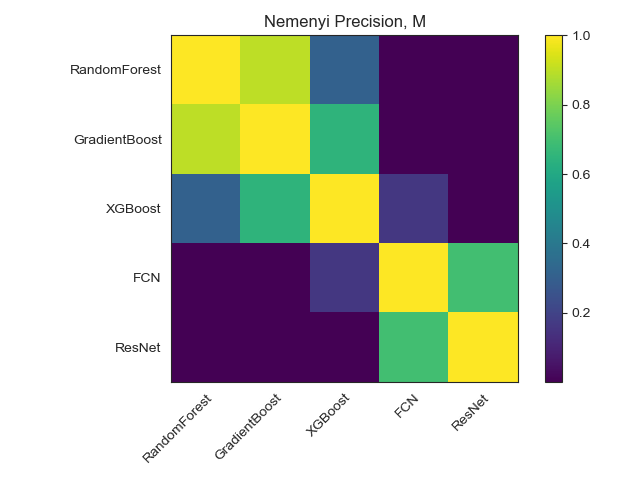 Nemenyi Precision, M
RandomForest
GradientBoost
XGBoost
FCN
ResNet
RandomForest
GradientBoost
XGBoost
FCN
ResNet
1.0
0.8
0.6
0.4
0.2